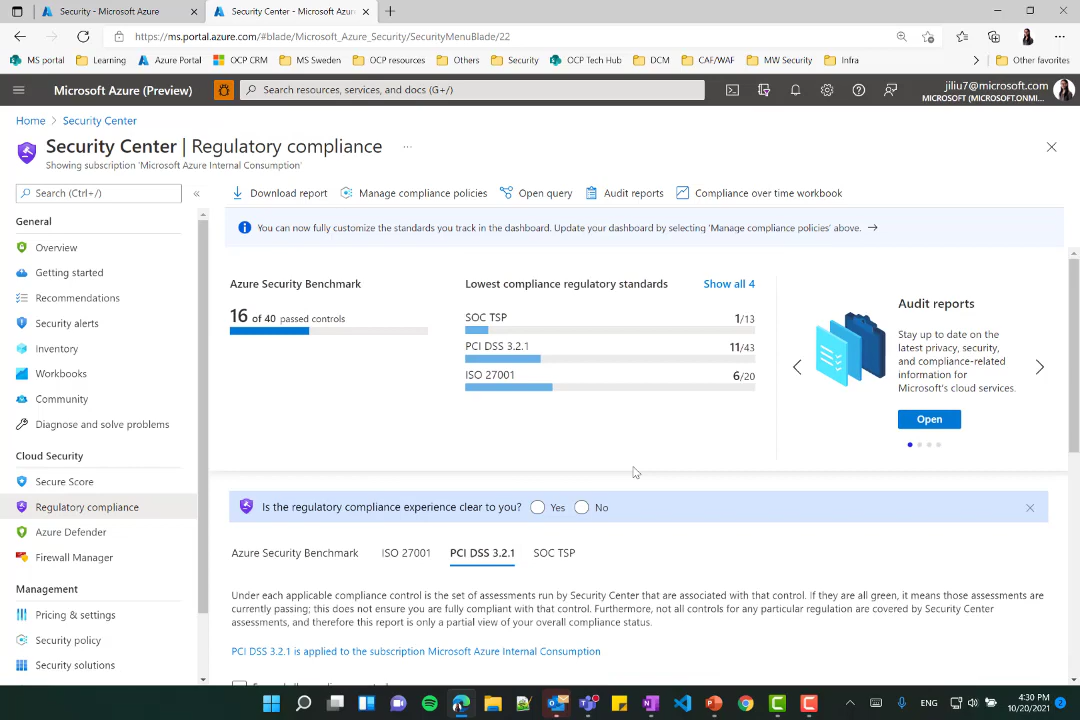 Security - Microsoft Azure
Security Center - Microsoft Azur
https://ms.portal.azure.com/#blade/Microsoft_Azure_Security/SecurityMenuBlade/22
MS portal
Learning
Azure Portal
OCP CRM
MS Sweden
OCP resources
Others
Security
OCP Tech Hub
DCM
CAF/WAF
MW Security
Infra
Other favorites
Microsoft Azure (Preview)
Search resources, services, and docs (G+/)
jiliu7@microsoft.com
MICROSOFT (MICROSOFT.ONMI...
Home > Security Center
Security Center | Regulatory compliance ...
Showing subscription 'Microsoft Azure Internal Consumption'
Search (Ctrl+/)
«
Download report
Manage compliance policies
Open query
Audit reports
Compliance over time workbook
General
Overview
Getting started
Recommendations
Security alerts
Inventory
Workbooks
Community
Diagnose and solve problems
Cloud Security
Secure Score
Regulatory compliance
Azure Defender
Firewall Manager
Management
Pricing & settings
Security policy
Security solutions
You can now fully customize the standards you track in the dashboard. Update your dashboard by selecting 'Manage compliance policies' above. →
Azure Security Benchmark
16 of 40 passed controls
Lowest compliance regulatory standards
Show all 4
SOC TSP 1/13
PCI DSS 3.2.1 11/43
ISO 27001 6/20
Audit reports
Stay up to date on the
latest privacy, security,
and compliance-related
information for
Microsoft's cloud services.
Open
Is the regulatory compliance experience clear to you? Yes No
Azure Security Benchmark
ISO 27001
PCI DSS 3.2.1
SOC TSP
Under each applicable compliance control is the set of assessments run by Security Center that are associated with that control. If they are all green, it means those assessments are
currently passing; this does not ensure you are fully compliant with that control. Furthermore, not all controls for any particular regulation are covered by Security Center
assessments, and therefore this report is only a partial view of your overall compliance status.
PCI DSS 3.2.1 is applied to the subscription Microsoft Azure Internal Consumption
ENG
4:30 PM
10/20/2021
2